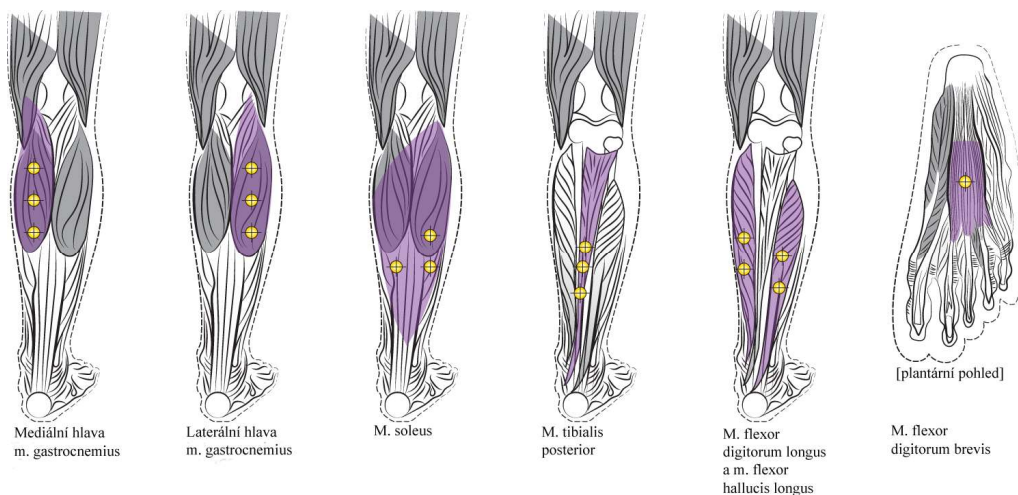 Mediální hlava
m. gastrocnemius
Laterální hlava
m. gastrocnemius
M. soleus
M. tibialis
posterior
M. flexor
digitorum longus
a m. flexor
hallucis longus
[plantární pohled]
M. flexor
digitorum brevis